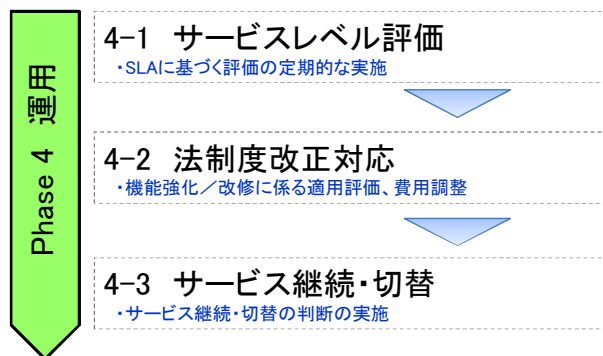 Phase 4 運用
4-1 サービスレベル評価
・SLAに基づく評価の定期的な実施
4-2 法制度改正対応
・機能強化／改修に係る適用評価、費用調整
4-3 サービス継続・切替
・サービス継続・切替の判断の実施